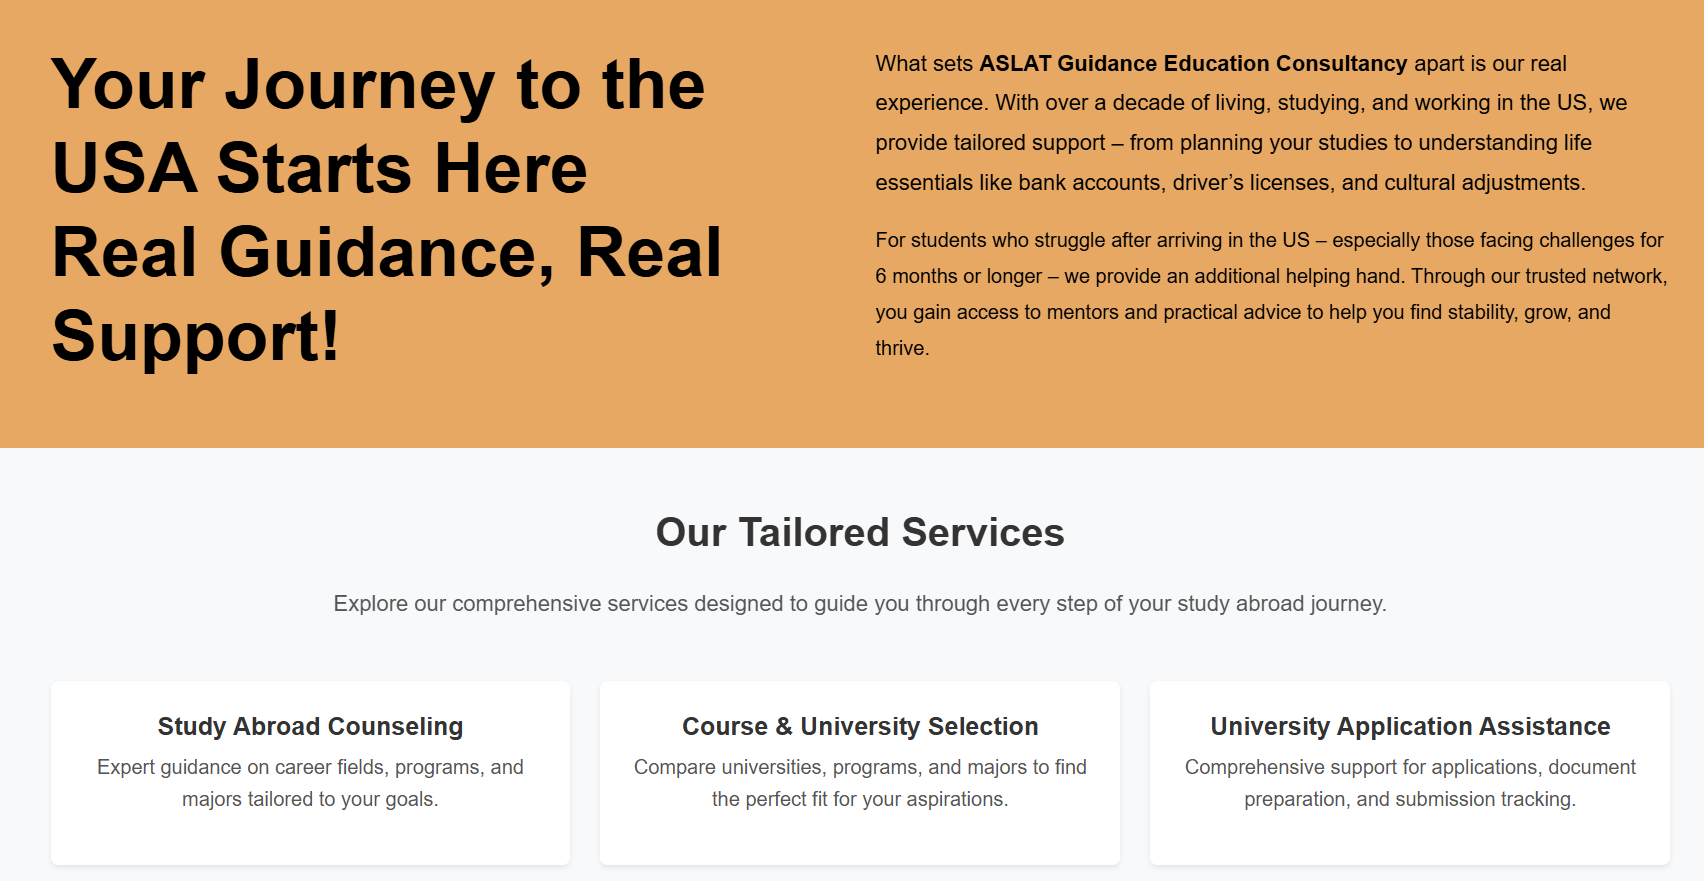 Your Journey to the
USA Starts Here
Real Guidance, Real
Support!
What sets ASLAT Guidance Education Consultancy apart is our real
experience. With over a decade of living, studying, and working in the US, we
provide tailored support – from planning your studies to understanding life
essentials like bank accounts, driver’s licenses, and cultural adjustments.
For students who struggle after arriving in the US – especially those facing challenges for
6 months or longer – we provide an additional helping hand. Through our trusted network,
you gain access to mentors and practical advice to help you find stability, grow, and
thrive.
Our Tailored Services
Explore our comprehensive services designed to guide you through every step of your study abroad journey.
Study Abroad Counseling
Expert guidance on career fields, programs, and
majors tailored to your goals.
Course & University Selection
Compare universities, programs, and majors to find
the perfect fit for your aspirations.
University Application Assistance
Comprehensive support for applications, document
preparation, and submission tracking.